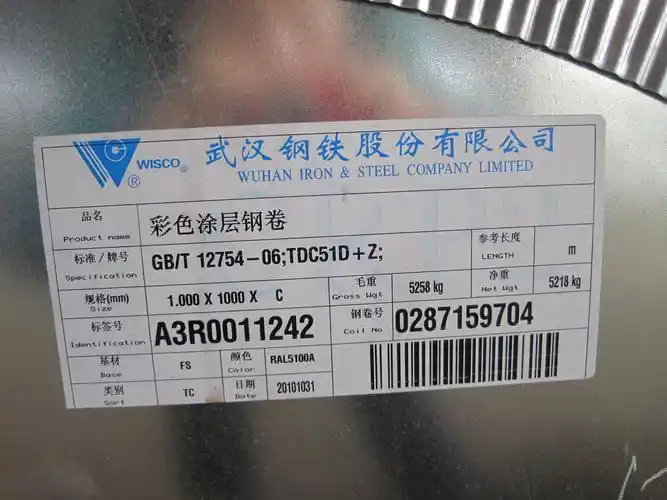 WISCO® 武汉钢铁股份有限公司
® WUHAN IRON & STEEL COMPANY LIMITED
品名 彩色涂层钢卷
Product name
标准/牌号 GB/T 12754-06;TDC51D+Z; 参考长度 m
Specification LENGTH
规格(mm) 1.000 X 1000 X C 毛重 5258 kg 净重 5218 kg
Size Gross Wgt Net Wgt
标签号 A3R0011242 钢卷号 0287159704
Identification Coil No
基材 FS 颜色 RAL5100A
Base Color
类别 TC 日期 20101031
Sort Date